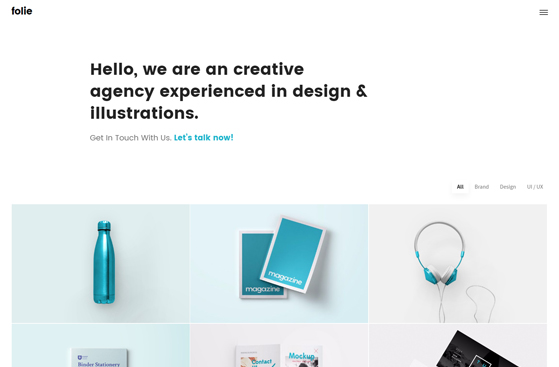 folie
Hello, we are an creative
agency experienced in design &
illustrations.
Get In Touch With Us. Let's talk now!
All Brand Design UI / UX
magazine
magazine
Binder Stationery
Contact
Mockup